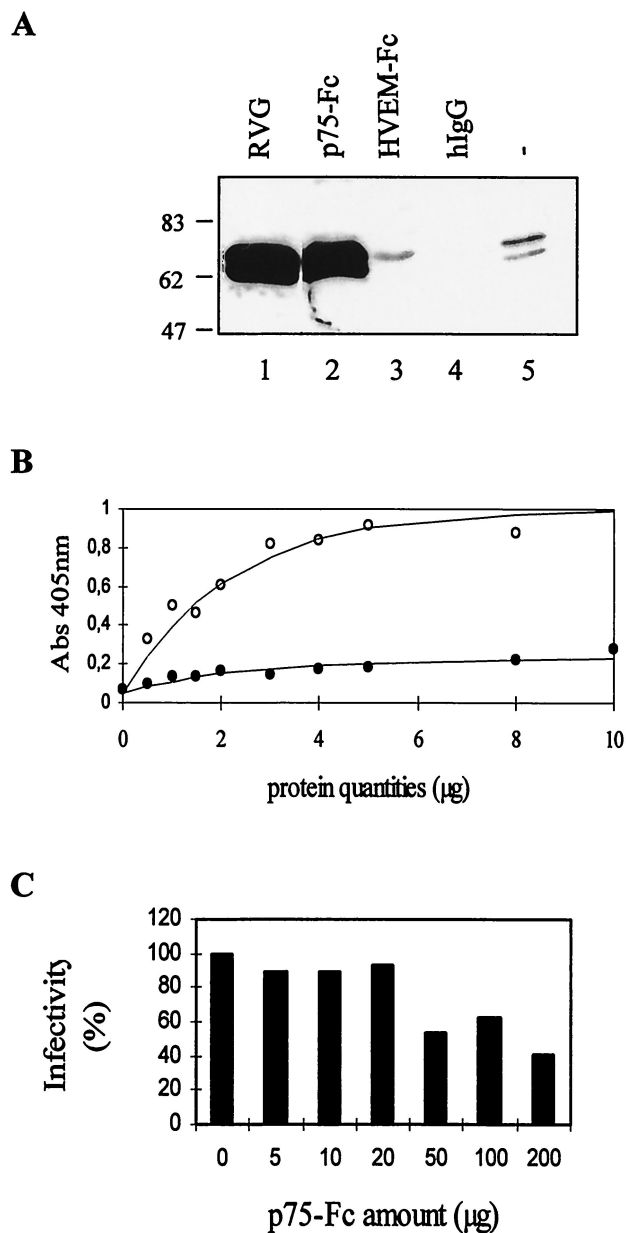 A
RVG
p75-Fc
HVEM-Fc
hIgG
-
83
62
47
1 2 3 4 5
B
Abs 405nm
1
0,8
0,6
0,4
0,2
0
0 2 4 6 8 10
protein quantities (µg)
C
Infectivity
(%)
120
100
80
60
40
20
0
0 5 10 20 50 100 200
p75-Fc amount (µg)